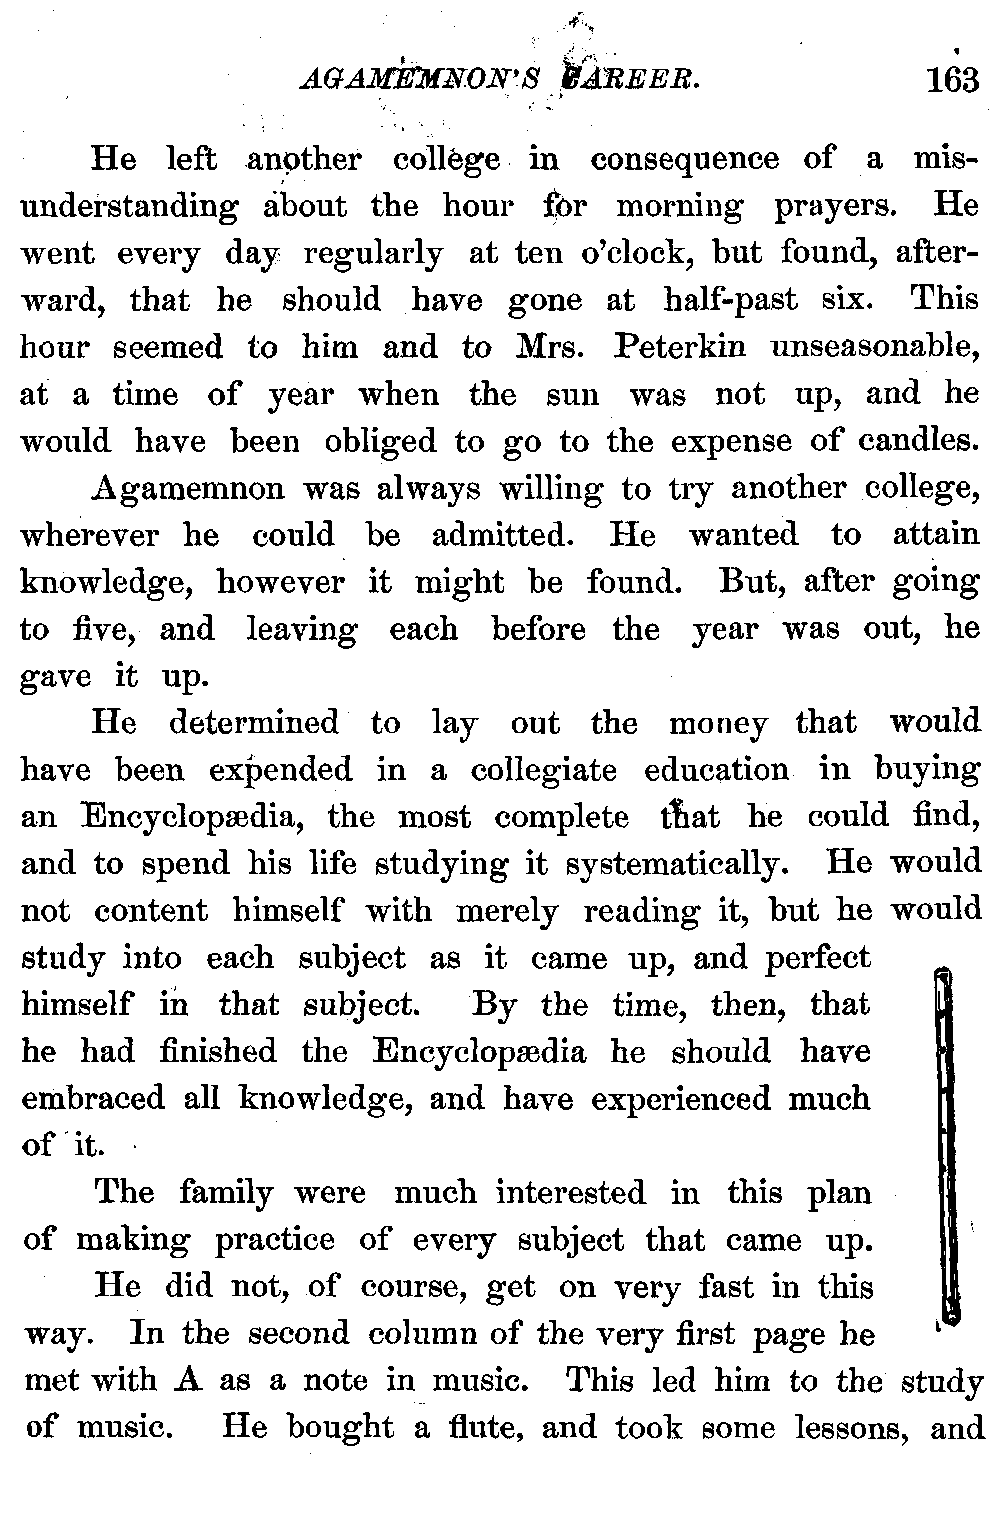 AGAMEMNON'S CAREER. 163
He left another college in consequence of a mis-
understanding about the hour for morning prayers. He
went every day regularly at ten o'clock, but found, after-
ward, that he should have gone at half-past six. This
hour seemed to him and to Mrs. Peterkin unseasonable,
at a time of year when the sun was not up, and he
would have been obliged to go to the expense of candles.
Agamemnon was always willing to try another college,
wherever he could be admitted. He wanted to attain
knowledge, however it might be found. But, after going
to five, and leaving each before the year was out, he
gave it up.
He determined to lay out the money that would
have been expended in a collegiate education in buying
an Encyclopædia, the most complete that he could find,
and to spend his life studying it systematically. He would
not content himself with merely reading it, but he would
study into each subject as it came up, and perfect
himself in that subject. By the time, then, that
he had finished the Encyclopædia he should have
embraced all knowledge, and have experienced much
of it.
The family were much interested in this plan
of making practice of every subject that came up.
He did not, of course, get on very fast in this
way. In the second column of the very first page he
met with A as a note in music. This led him to the study
of music. He bought a flute, and took some lessons, and